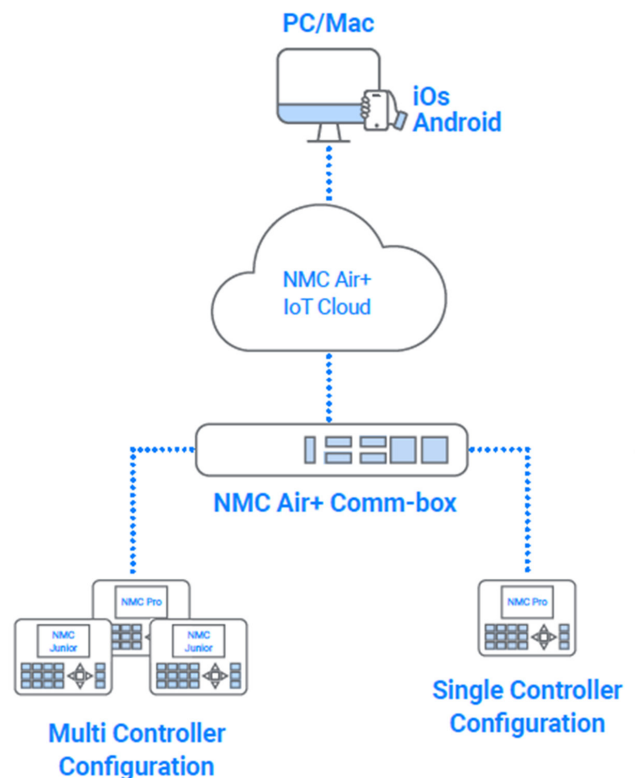 PC/Mac
iOs
Android
NMC Air+
IoT Cloud
NMC Air+ Comm-box
NMC Pro
NMC
Junior
NMC
Junior
NMC Pro
Multi Controller
Configuration
Single Controller
Configuration